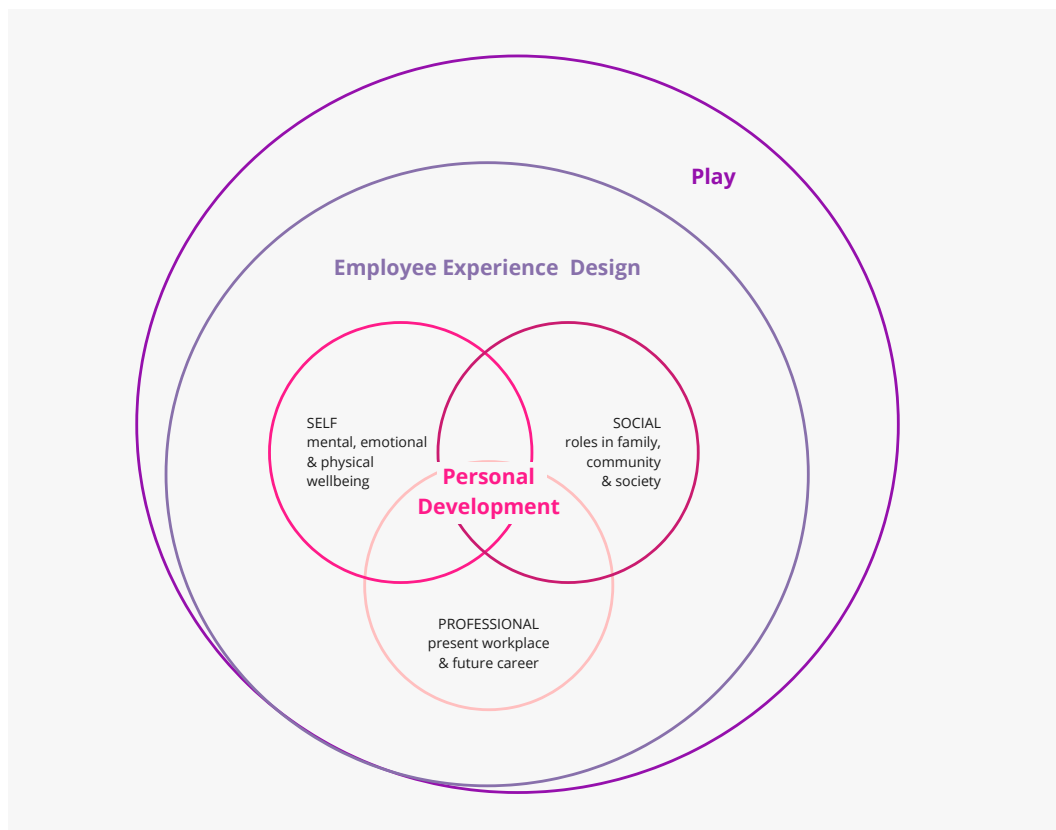 Play
Employee Experience  Design
SELF
mental, emotional
& physical
wellbeing
SOCIAL
roles in family,
community
& society
Personal
Development
PROFESSIONAL
present workplace
& future career